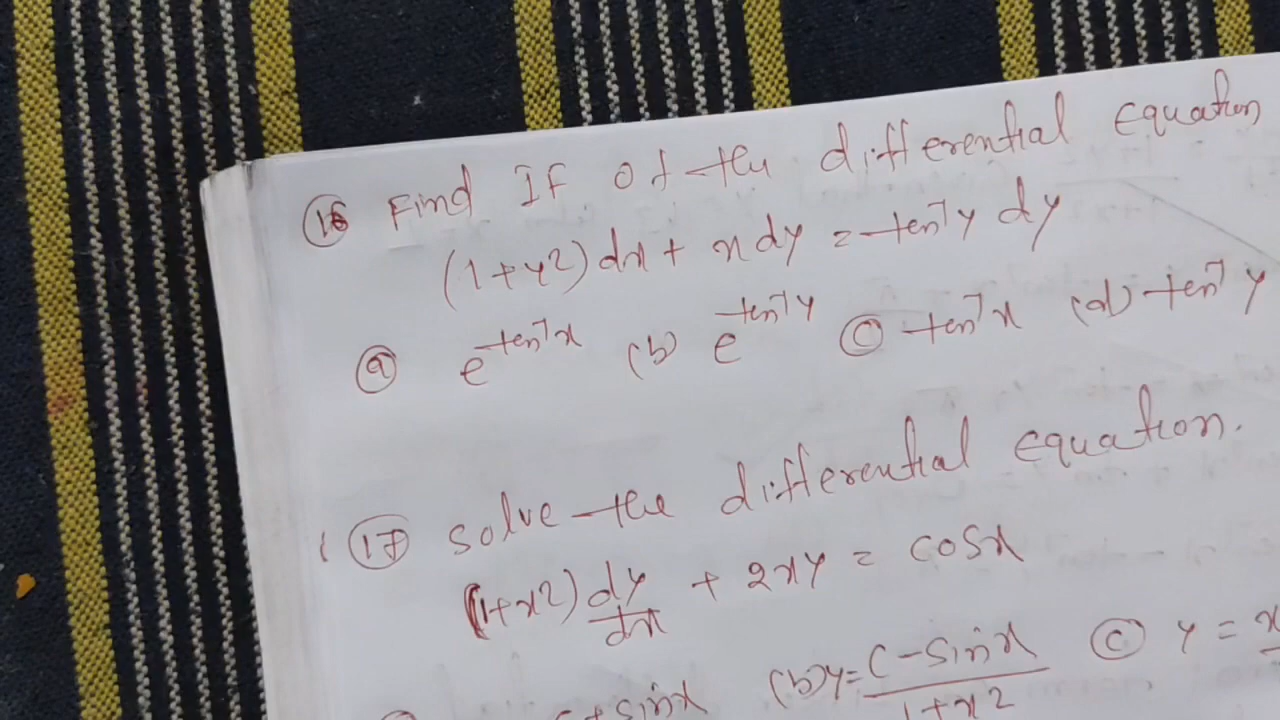 16 Find IF of the differential Equation
(1+y2)dx + x dy = tan⁻¹y dy
(a) e^tan⁻¹x (b) e^tan⁻¹y (c) tan⁻¹x (d) tan⁻¹y
(17) solve the differential equation.
(1+x2) dy/dx + 2xy = cosx
c+sinx (b) y= c-sinx/1+x2 (c) y = x